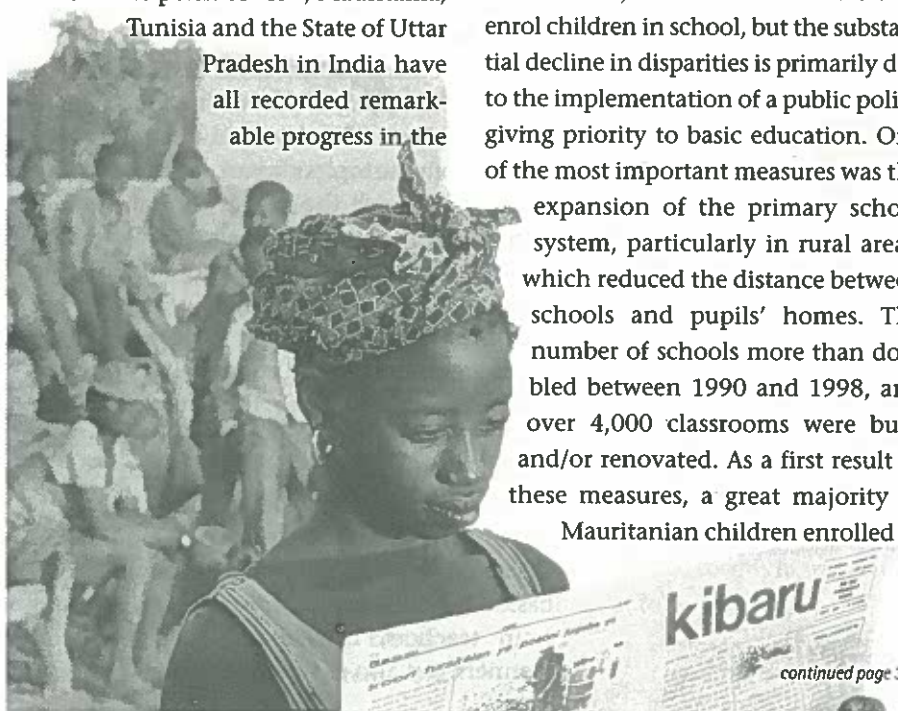 Tunisia and the State of Uttar
Pradesh in India have
all recorded remark-
able progress in the
enrol children in school, but the substa
tial decline in disparities is primarily d
to the implementation of a public poli
giving priority to basic education. O
of the most important measures was th
expansion of the primary scho
system, particularly in rural area
which reduced the distance betwee
schools and pupils' homes. T
number of schools more than do
bled between 1990 and 1998, an
over 4,000 classrooms were bu
and/or renovated. As a first result
these measures, a great majority
Mauritanian children enrolled
kibaru
continued page